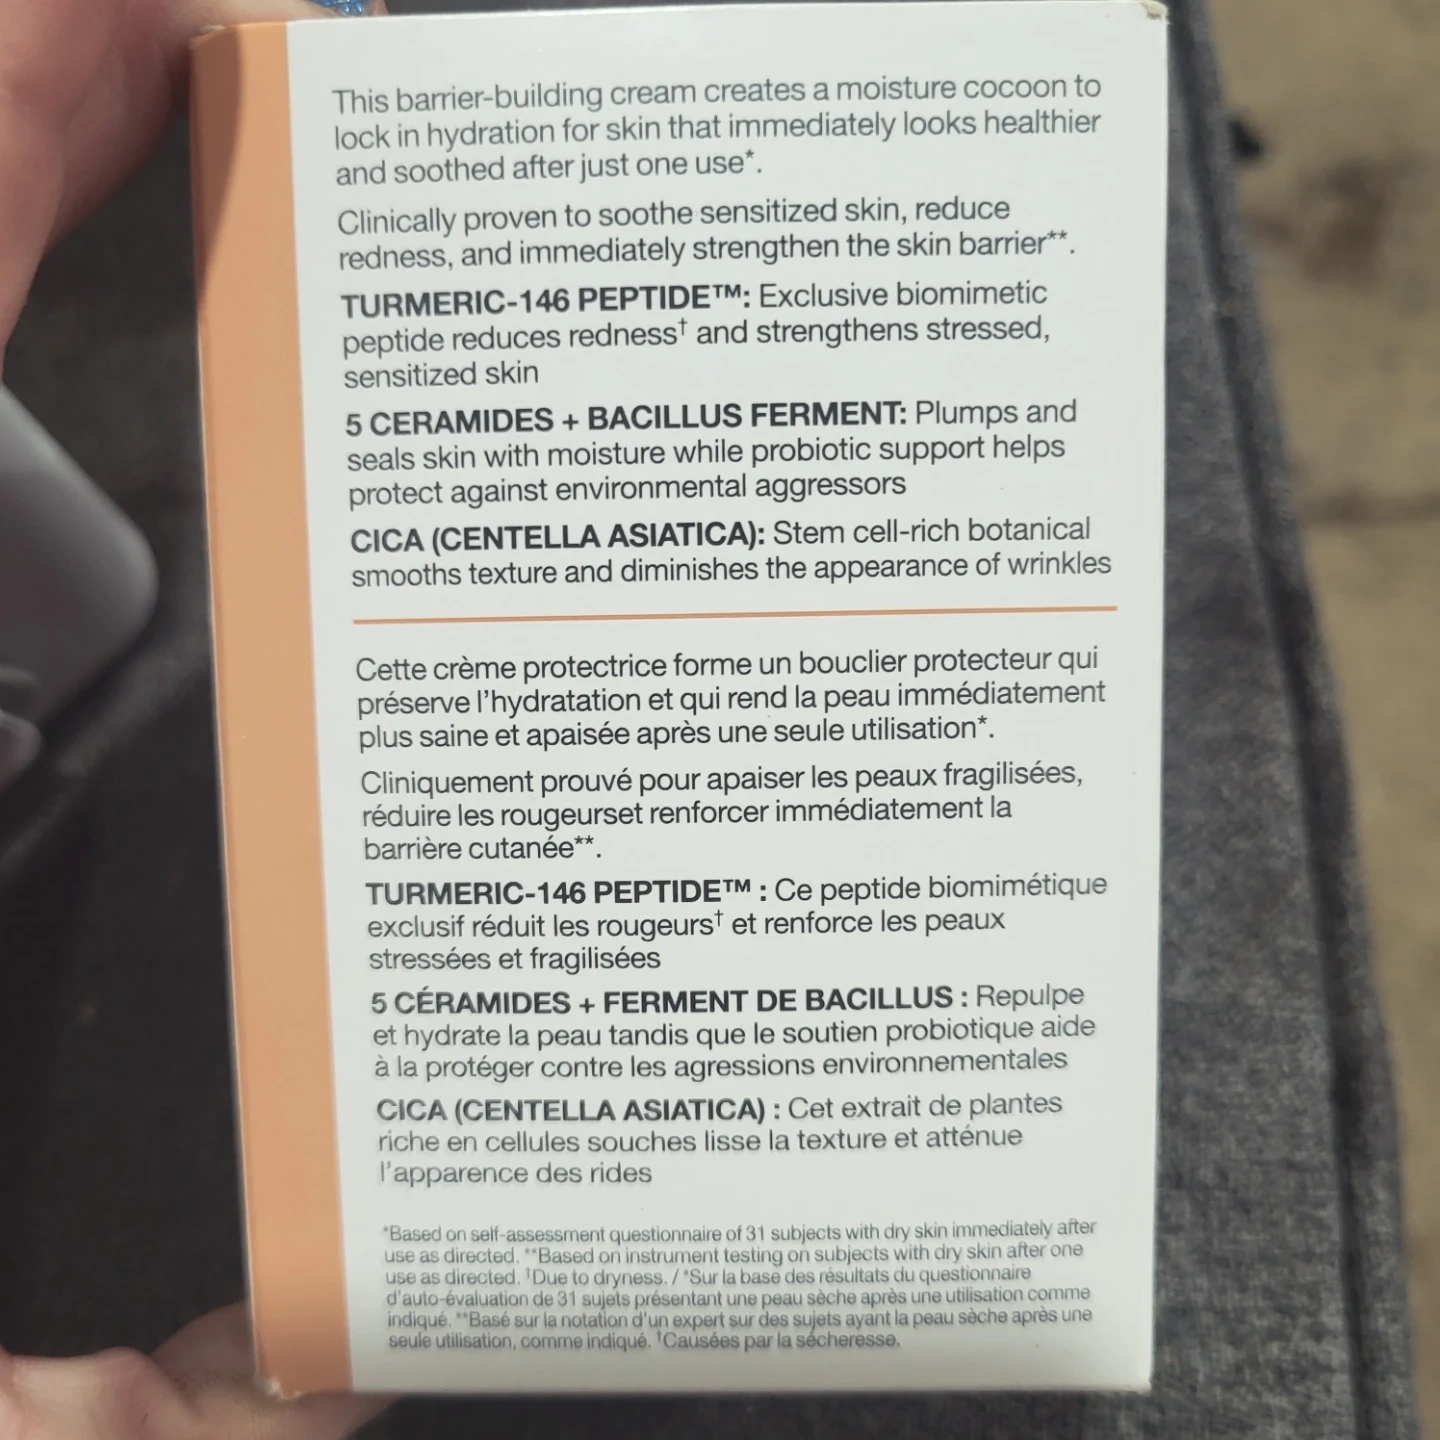 This barrier-building cream creates a moisture cocoon to
lock in hydration for skin that immediately looks healthier
and soothed after just one use*.
Clinically proven to soothe sensitized skin, reduce
redness, and immediately strengthen the skin barrier**.
TURMERIC-146 PEPTIDE™: Exclusive biomimetic
peptide reduces redness† and strengthens stressed,
sensitized skin
5 CERAMIDES + BACILLUS FERMENT: Plumps and
seals skin with moisture while probiotic support helps
protect against environmental aggressors
CICA (CENTELLA ASIATICA): Stem cell-rich botanical
smooths texture and diminishes the appearance of wrinkles
Cette crème protectrice forme un bouclier protecteur qui
préserve l'hydratation et qui rend la peau immédiatement
plus saine et apaisée après une seule utilisation*.
Cliniquement prouvé pour apaiser les peaux fragilisées,
réduire les rougeurset renforcer immédiatement la
barrière cutanée**.
TURMERIC-146 PEPTIDE™ : Ce peptide biomimétique
exclusif réduit les rougeurs† et renforce les peaux
stressées et fragilisées
5 CÉRAMIDES + FERMENT DE BACILLUS : Repulpe
et hydrate la peau tandis que le soutien probiotique aide
à la protéger contre les agressions environnementales
CICA (CENTELLA ASIATICA) : Cet extrait de plantes
riche en cellules souches lisse la texture et atténue
l'apparence des rides
*Based on self-assessment questionnaire of 31 subjects with dry skin immediately after
use as directed. **Based on instrument testing on subjects with dry skin after one
use as directed. †Due to dryness. / *Sur la base des résultats du questionnaire
d'auto-évaluation de 31 sujets présentant une peau sèche après une utilisation comme
indiqué. **Basé sur la notation d'un expert sur des sujets ayant la peau sèche après une
seule utilisation, comme indiqué. †Causées par la sécheresse.